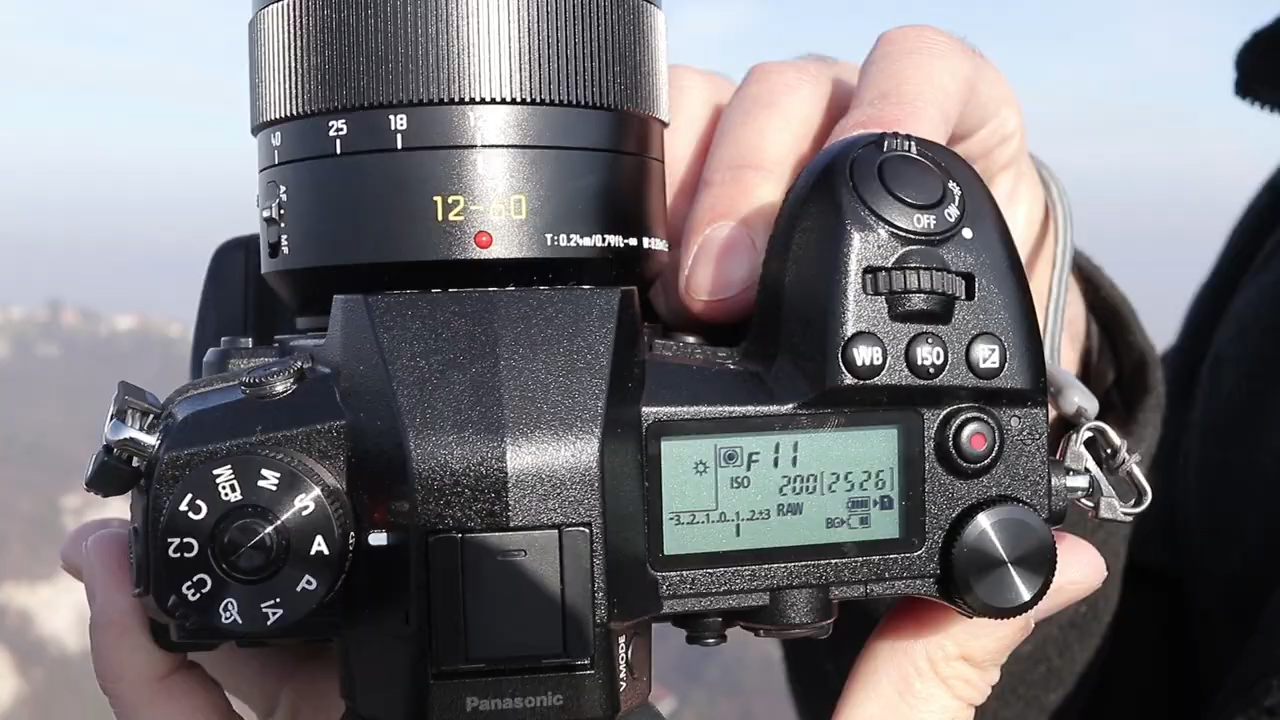 40 25 18
AF MF
12-60
T:0.24m/0.79ft-∞
OFF ON
WB ISO
F 11
ISO 200[2526]
-3..2..1..0..1..2..+3 RAW
BG
M
S
A
P
iA
C3
C2
C1
V.MODE
Panasonic